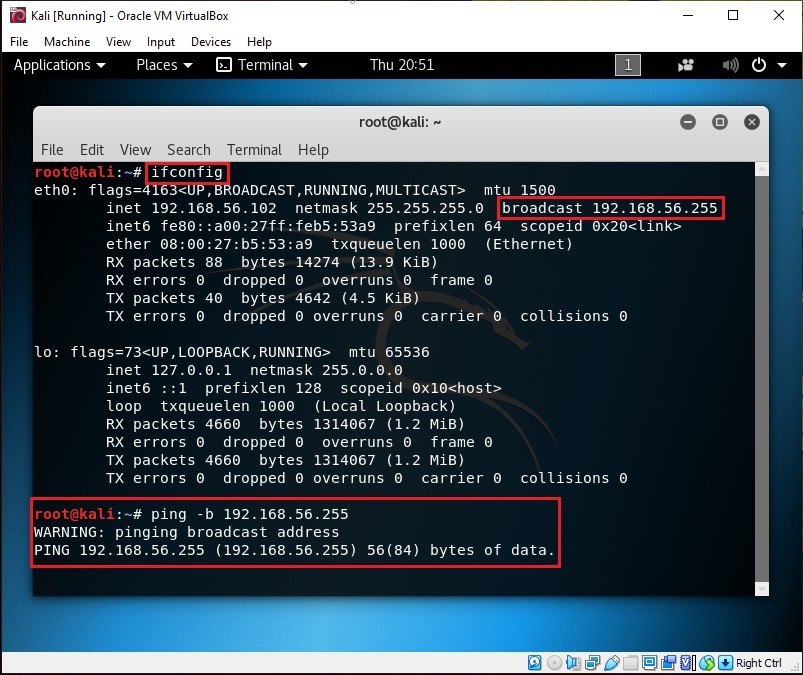 Kali [Running] - Oracle VM VirtualBox
File Machine View Input Devices Help
Applications Places Terminal Thu 20:51 1
root@kali: ~
File Edit View Search Terminal Help
root@kali:~# ifconfig
eth0: flags=4163<UP,BROADCAST,RUNNING,MULTICAST>  mtu 1500
        inet 192.168.56.102  netmask 255.255.255.0  broadcast 192.168.56.255
        inet6 fe80::a00:27ff:feb5:53a9  prefixlen 64  scopeid 0x20<link>
        ether 08:00:27:b5:53:a9  txqueuelen 1000  (Ethernet)
        RX packets 88  bytes 14274 (13.9 KiB)
        RX errors 0  dropped 0  overruns 0  frame 0
        TX packets 40  bytes 4642 (4.5 KiB)
        TX errors 0  dropped 0 overruns 0  carrier 0  collisions 0
lo: flags=73<UP,LOOPBACK,RUNNING>  mtu 65536
        inet 127.0.0.1  netmask 255.0.0.0
        inet6 ::1  prefixlen 128  scopeid 0x10<host>
        loop  txqueuelen 1000  (Local Loopback)
        RX packets 4660  bytes 1314067 (1.2 MiB)
        RX errors 0  dropped 0  overruns 0  frame 0
        TX packets 4660  bytes 1314067 (1.2 MiB)
        TX errors 0  dropped 0 overruns 0  carrier 0  collisions 0
root@kali:~# ping -b 192.168.56.255
WARNING: pinging broadcast address
PING 192.168.56.255 (192.168.56.255) 56(84) bytes of data.
Right Ctrl